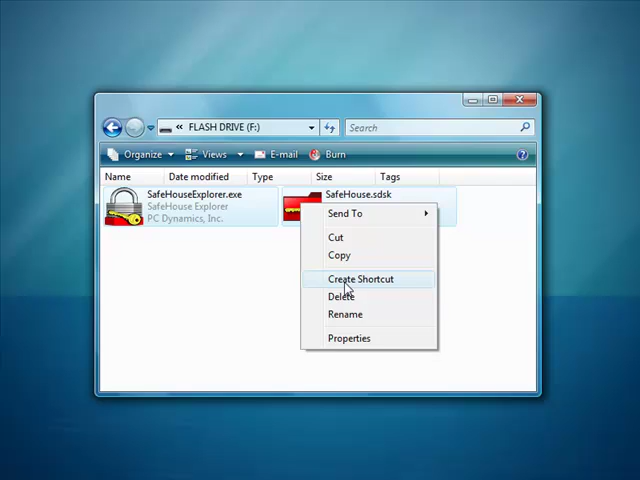 FLASH DRIVE (F:)
Search
Organize Views E-mail Burn
Name Date modified Type Size Tags
SafeHouseExplorer.exe
SafeHouse Explorer
PC Dynamics, Inc.
SafeHouse.sdsk
Send To
Cut
Copy
Create Shortcut
Delete
Rename
Properties